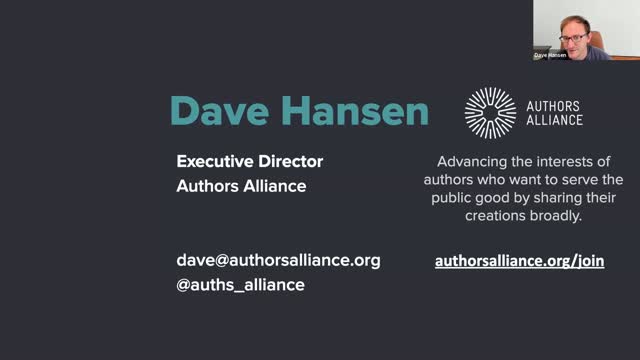 Dave Hansen
Dave Hansen
AUTHORS
ALLIANCE
Executive Director
Authors Alliance
Advancing the interests of
authors who want to serve the
public good by sharing their
creations broadly.
dave@authorsalliance.org
@auths_alliance
authorsalliance.org/join